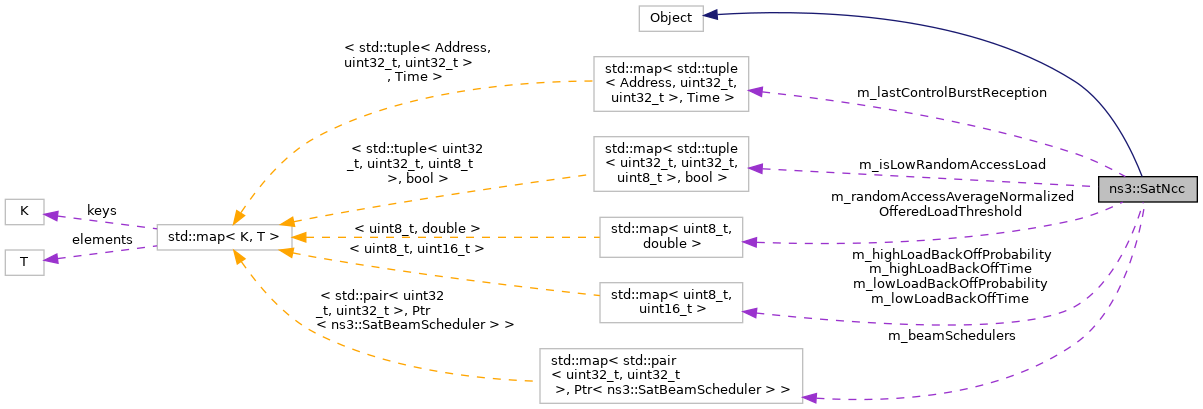 Object
< std::tuple< Address,
uint32_t, uint32_t >
, Time >
std::map< std::tuple
< Address, uint32_t,
uint32_t >, Time >
m_lastControlBurstReception
< std::tuple< uint32
_t, uint32_t, uint8_t
>, bool >
std::map< std::tuple
< uint32_t, uint32_t,
uint8_t >, bool >
m_isLowRandomAccessLoad
ns3::SatNcc
K
keys
T
elements
std::map< K, T >
< uint8_t, double >
std::map< uint8_t,
double >
m_randomAccessAverageNormalized
OfferedLoadThreshold
< uint8_t, uint16_t >
std::map< uint8_t,
uint16_t >
m_highLoadBackOffProbability
m_highLoadBackOffTime
m_lowLoadBackOffProbability
m_lowLoadBackOffTime
< std::pair< uint32
_t, uint32_t >, Ptr
< ns3::SatBeamScheduler > >
std::map< std::pair
< uint32_t, uint32_t
>, Ptr< ns3::SatBeamScheduler > >
m_beamSchedulers